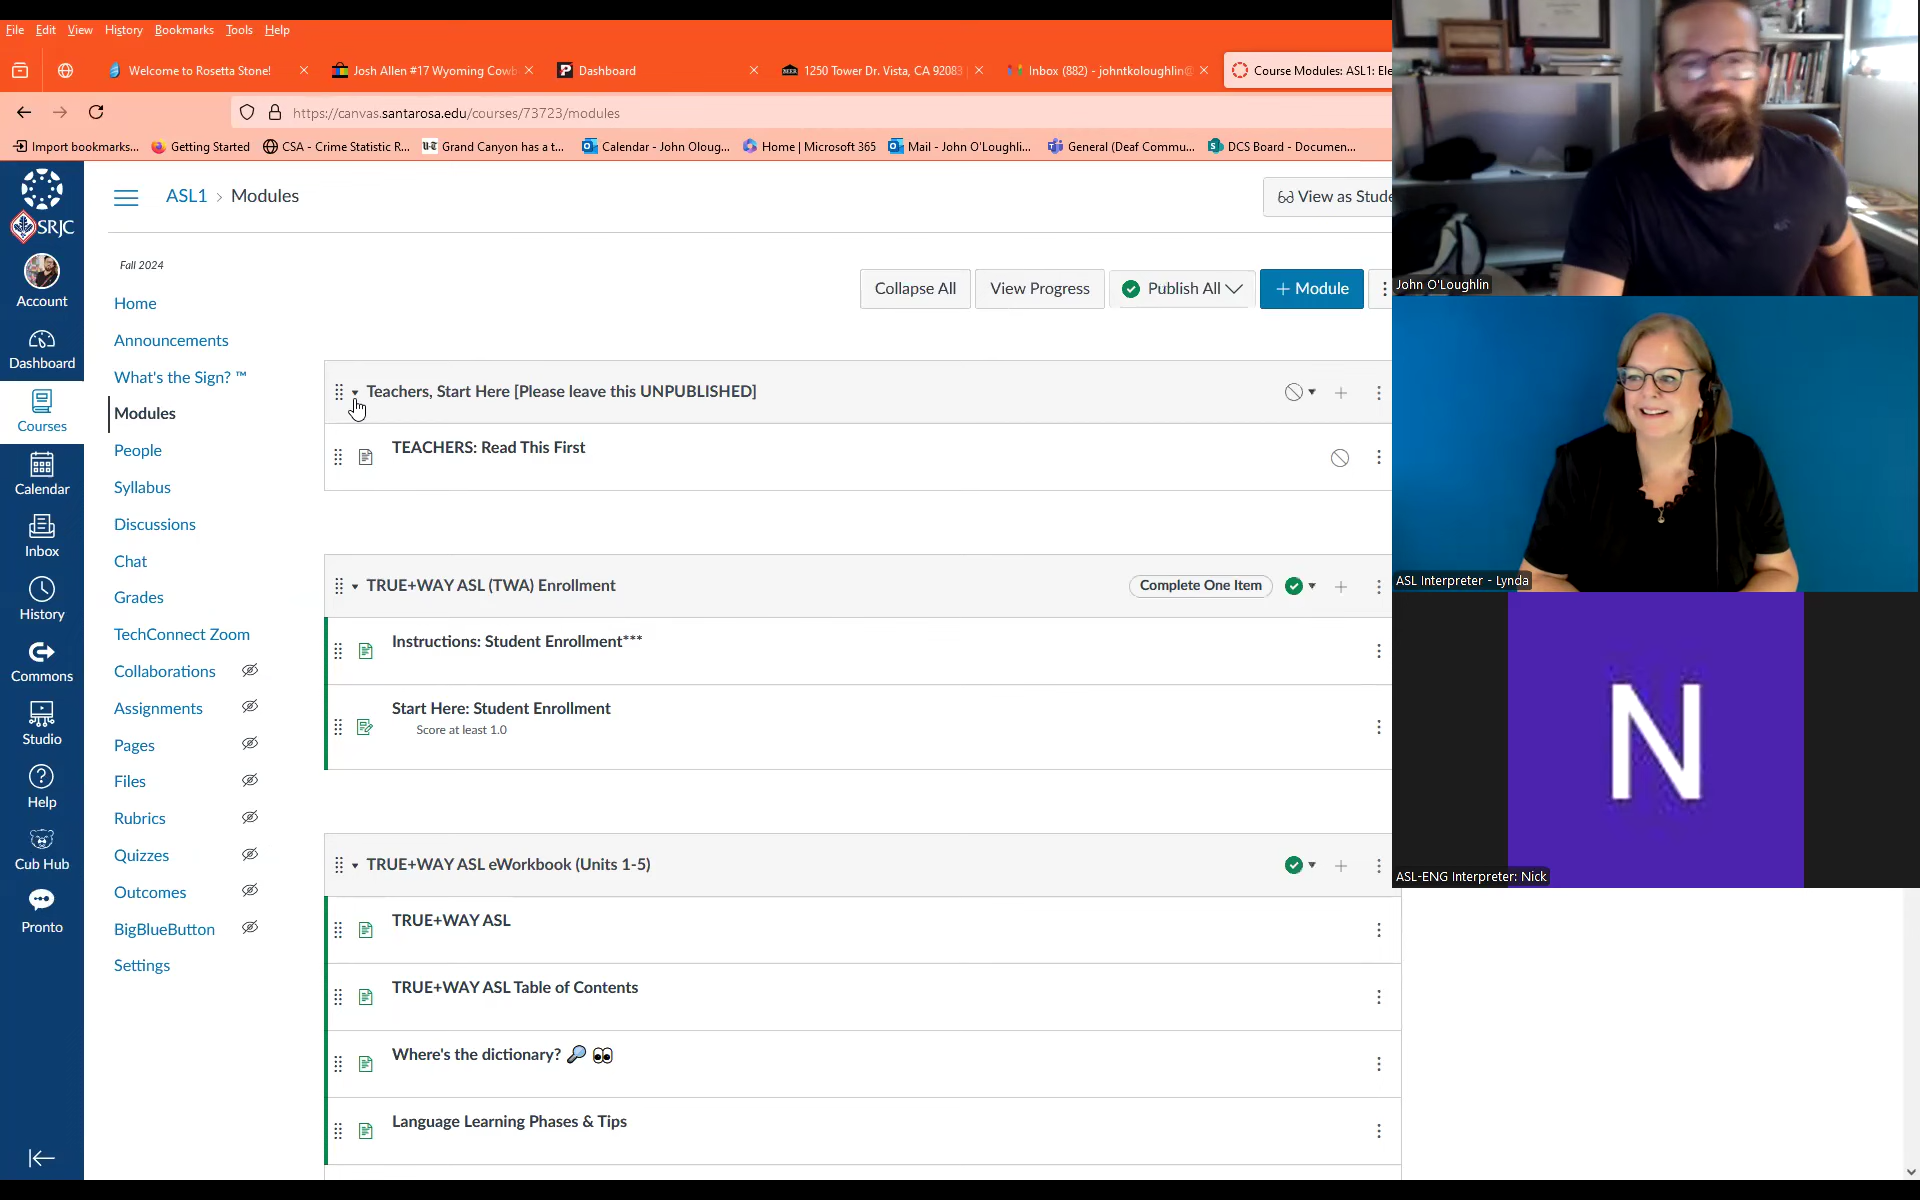 File Edit View History Bookmarks Tools Help
Welcome to Rosetta Stone! Josh Allen #17 Wyoming Cowb Dashboard 1250 Tower Dr. Vista, CA 92083 Inbox (882) - johntkoloughlin@ Course Modules: ASL1: Ele
https://canvas.santarosa.edu/courses/73723/modules
Import bookmarks... Getting Started CSA - Crime Statistic R... Grand Canyon has a t... Calendar - John Oloug... Home | Microsoft 365 Mail - John O'Loughli... General (Deaf Commu... DCS Board - Documen...
SRJC
Account
Dashboard
Courses
Calendar
Inbox
History
Commons
Studio
Help
Cub Hub
Pronto
ASL1 › Modules
View as Stude
Fall 2024
Home
Announcements
What's the Sign? ™
Modules
People
Syllabus
Discussions
Chat
Grades
TechConnect Zoom
Collaborations
Assignments
Pages
Files
Rubrics
Quizzes
Outcomes
BigBlueButton
Settings
Collapse All View Progress Publish All + Module
Teachers, Start Here [Please leave this UNPUBLISHED]
TEACHERS: Read This First
TRUE+WAY ASL (TWA) Enrollment Complete One Item
Instructions: Student Enrollment***
Start Here: Student Enrollment
Score at least 1.0
TRUE+WAY ASL eWorkbook (Units 1-5)
TRUE+WAY ASL
TRUE+WAY ASL Table of Contents
Where's the dictionary? 🔎 👀
Language Learning Phases & Tips
John O'Loughlin
ASL Interpreter - Lynda
N
ASL-ENG Interpreter: Nick